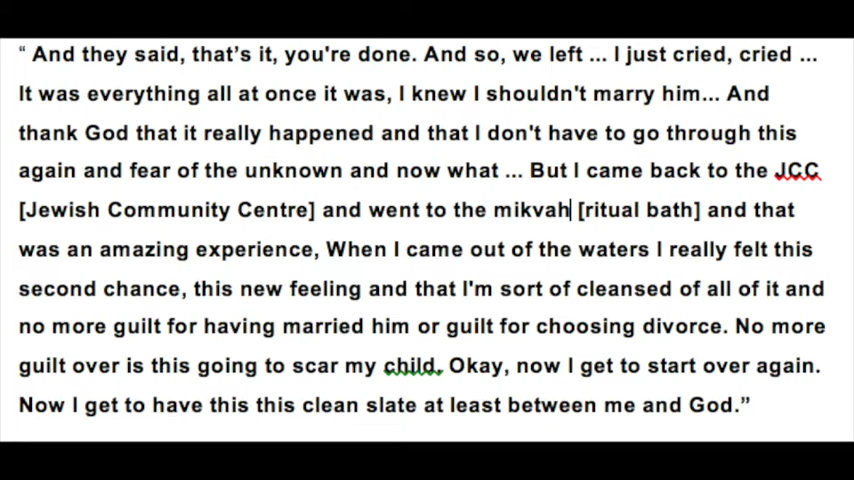 “ And they said, that’s it, you're done. And so, we left ... I just cried, cried ...
It was everything all at once it was, I knew I shouldn't marry him... And
thank God that it really happened and that I don't have to go through this
again and fear of the unknown and now what ... But I came back to the JCC
[Jewish Community Centre] and went to the mikvah [ritual bath] and that
was an amazing experience, When I came out of the waters I really felt this
second chance, this new feeling and that I'm sort of cleansed of all of it and
no more guilt for having married him or guilt for choosing divorce. No more
guilt over is this going to scar my child. Okay, now I get to start over again.
Now I get to have this this clean slate at least between me and God.”